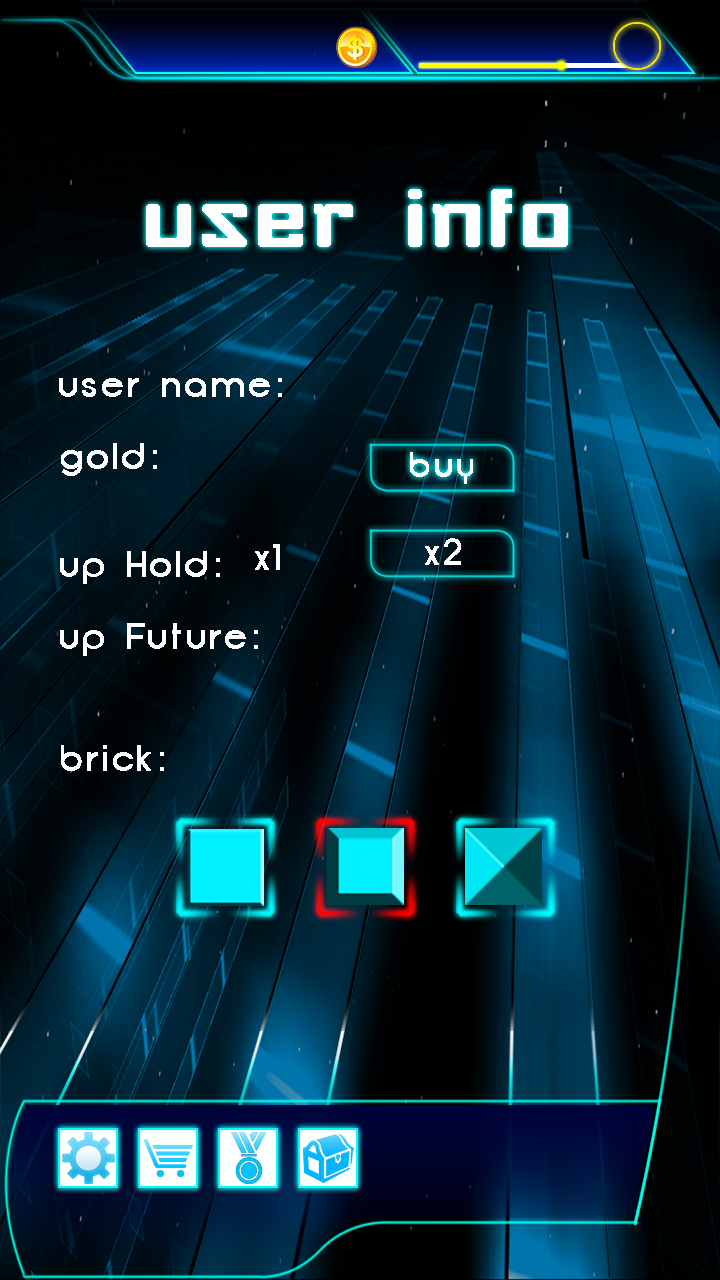 $
user info
user name:
gold: buy
up Hold: x1 x2
up Future:
brick: